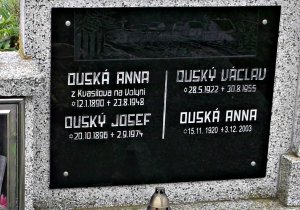 DUSKÁ ANNA
z Kvasilova na Volyni
✡12.1.1890 +23.8.1948
DUSKÝ JOSEF
✡20.10.1896 +2.9.1974
DUSKÝ VÁCLAV
✡28.5.1922 +30.8.1955
DUSKÁ ANNA
✡15.11.1920 +3.12.2003